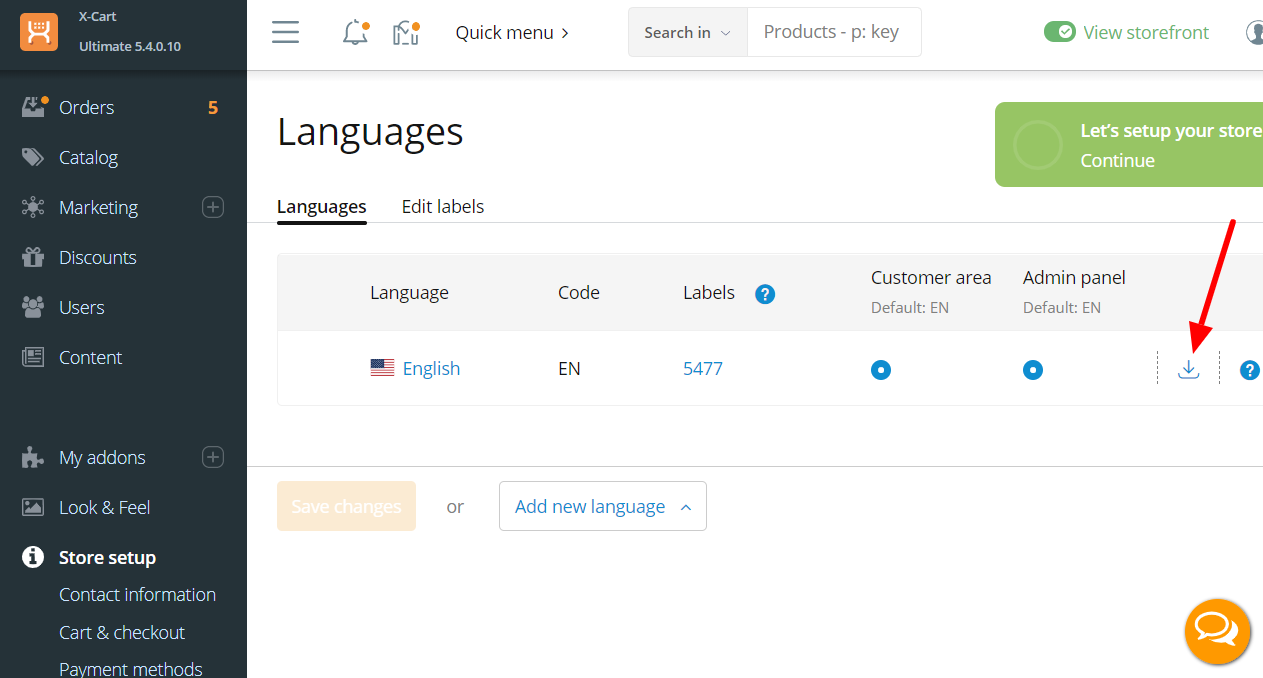 X-Cart
Ultimate 5.4.0.10
Quick menu
Search in
Products - p: key
View storefront
Orders 5
Catalog
Marketing
Discounts
Users
Content
My addons
Look & Feel
Store setup
Contact information
Cart & checkout
Payment methods
Languages
Let’s setup your store
Continue
Languages Edit labels
Language Code Labels ? Customer area Admin panel
Default: EN Default: EN
English EN 5477 ?
Save changes or Add new language